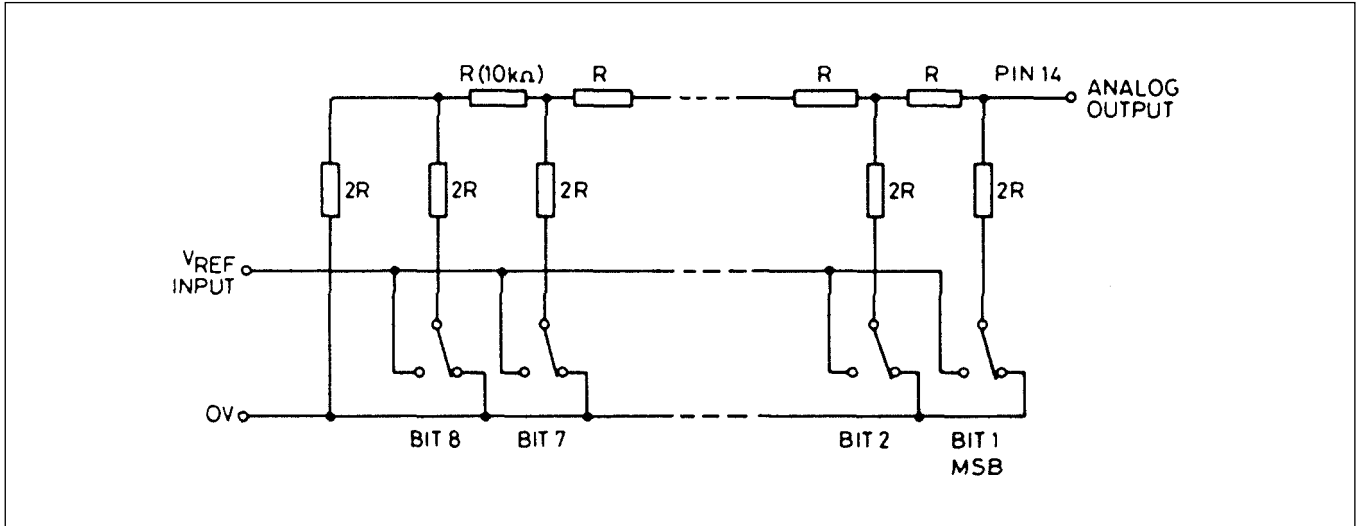 R(10kΩ)
R
R
R
PIN 14
ANALOG
OUTPUT
2R
2R
2R
2R
2R
VREF
INPUT
OV
BIT 8
BIT 7
BIT 2
BIT 1
MSB